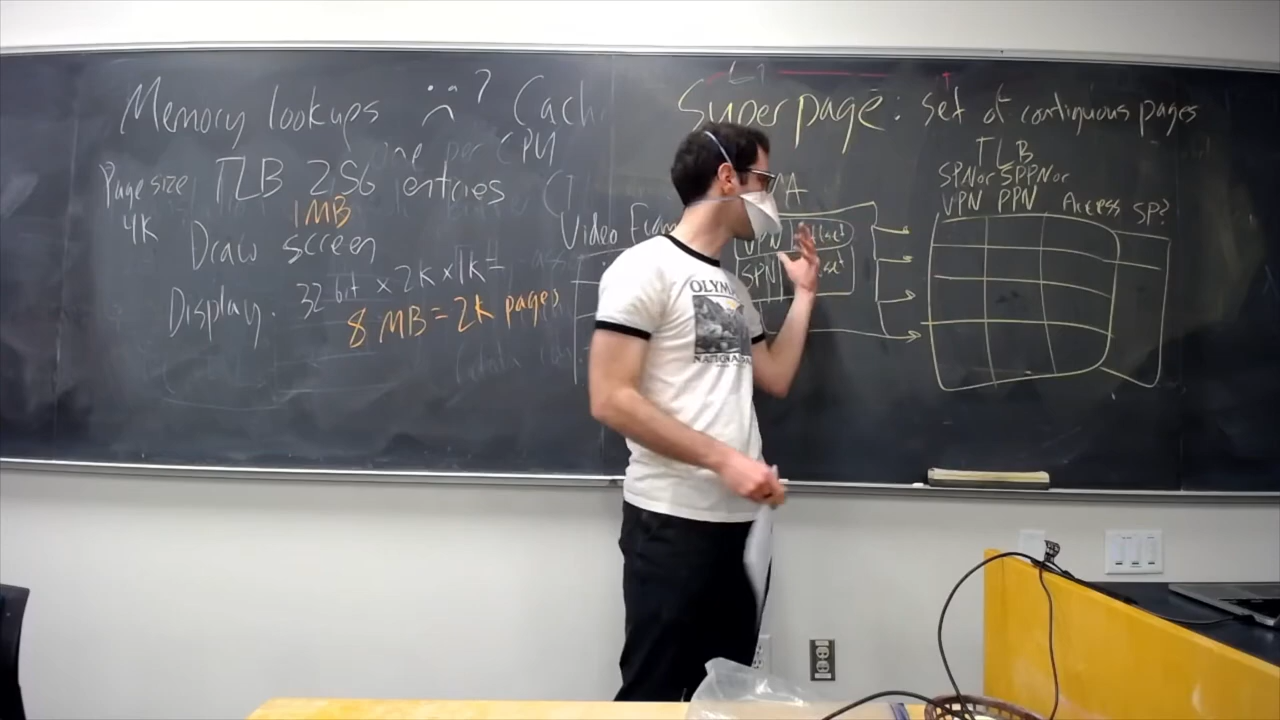 Memory lookups ?
Cach
one per CPU
Page size
4K
TLB 256 entries
1MB
Draw screen
Display. 32 bit × 2k × 1k =
8 MB = 2k pages
Video Fram
Superpage: set of contiguous pages
TLB
SPN or SPPN or
VPN PPN Access SP?
VA
VPN
SPN
OLYM
NATIONAL